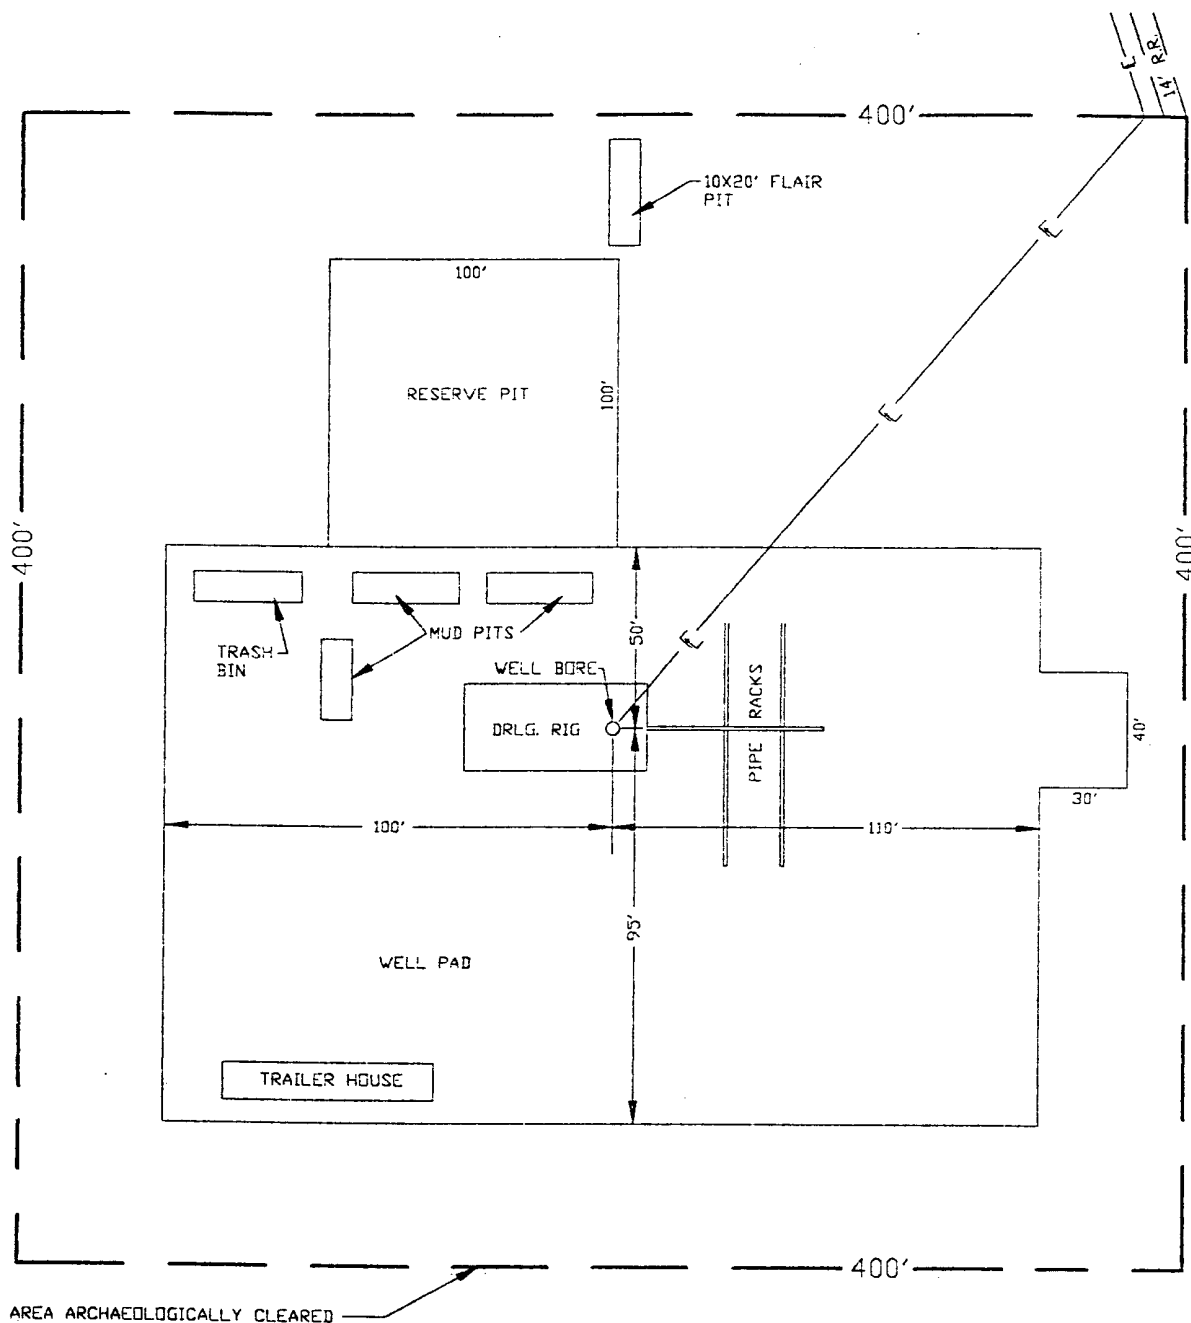 14' R.R.
400'
10X20' FLAIR
PIT
100'
RESERVE PIT
100'
400'
400'
MUD PITS
50'
TRASH
BIN
WELL BORE
PIPE RACKS
DRLG. RIG
40'
30'
100'
110'
95'
WELL PAD
TRAILER HOUSE
400'
AREA ARCHAEOLOGICALLY CLEARED